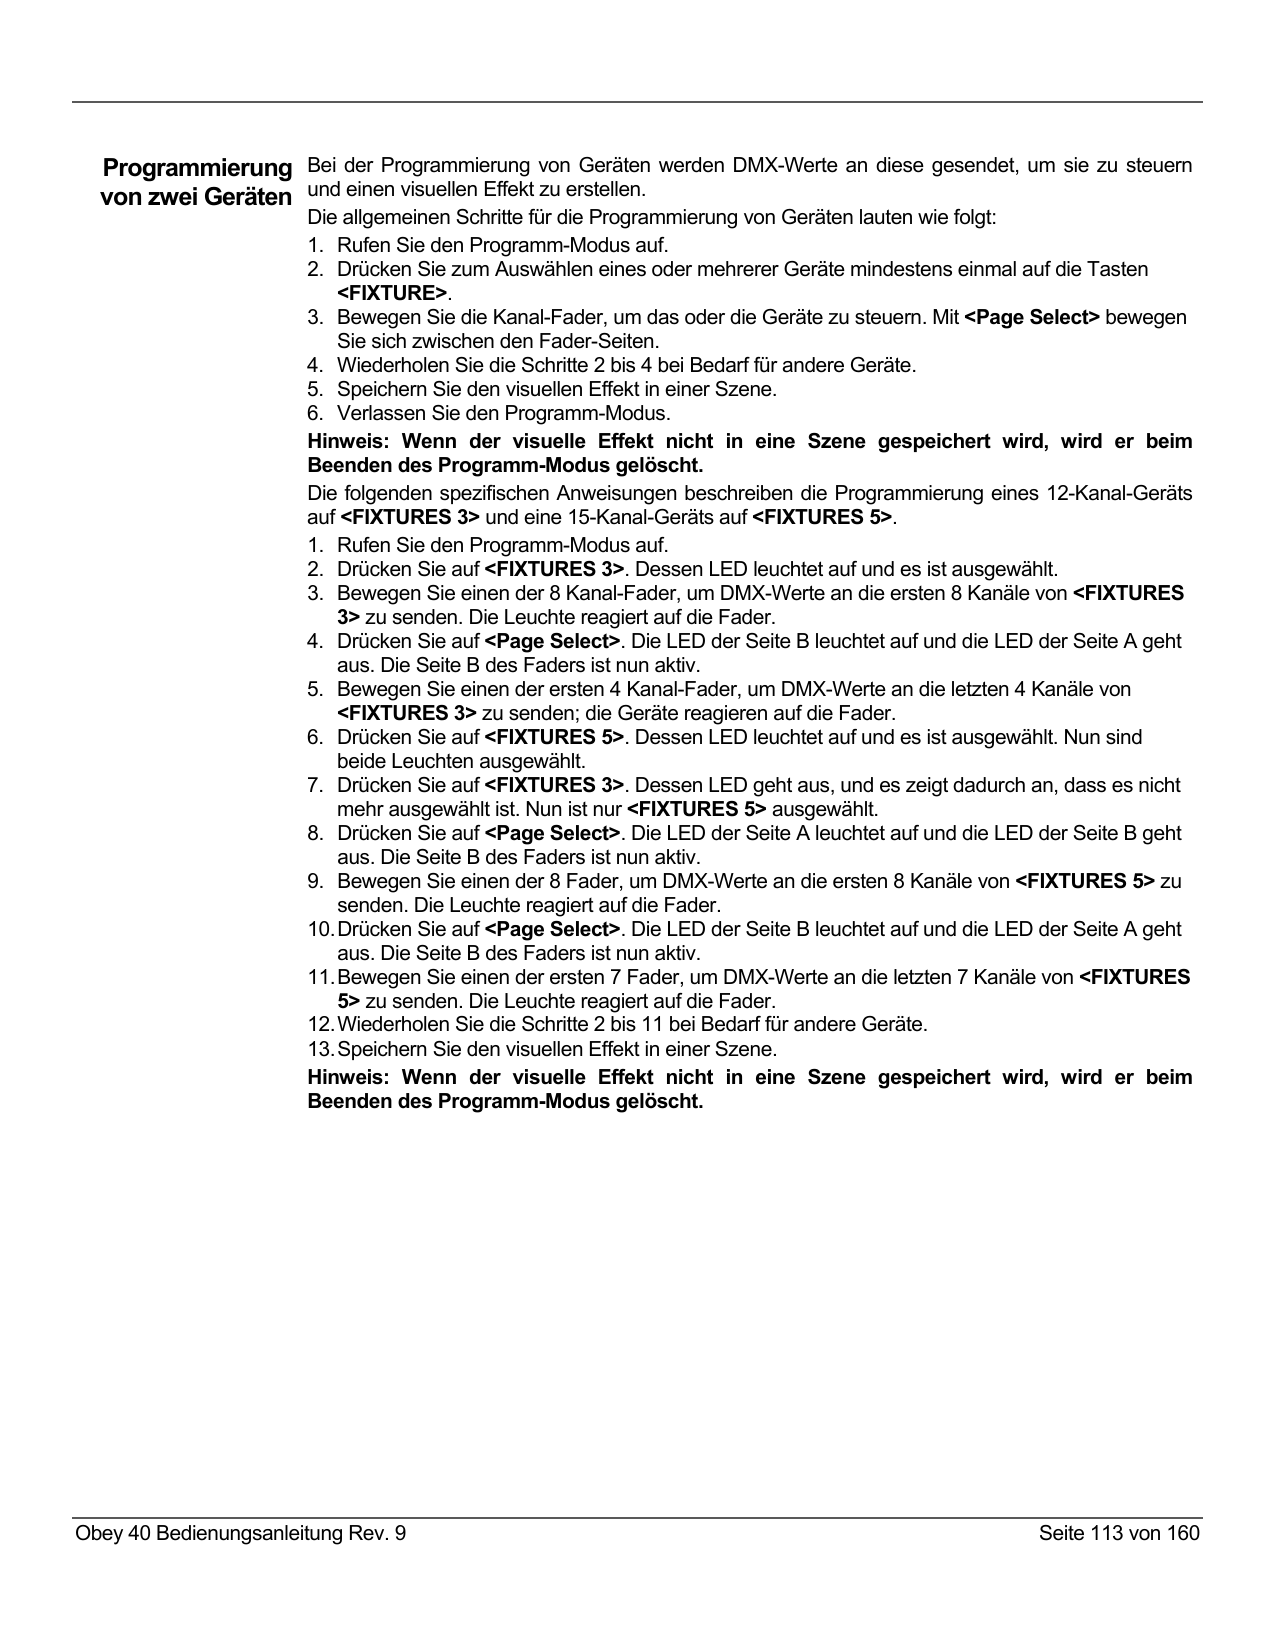 Programmierung
von zwei Geräten
Bei der Programmierung von Geräten werden DMX-Werte an diese gesendet, um sie zu steuern
und einen visuellen Effekt zu erstellen.
Die allgemeinen Schritte für die Programmierung von Geräten lauten wie folgt:
1. Rufen Sie den Programm-Modus auf.
2. Drücken Sie zum Auswählen eines oder mehrerer Geräte mindestens einmal auf die Tasten
<FIXTURE>.
3. Bewegen Sie die Kanal-Fader, um das oder die Geräte zu steuern. Mit <Page Select> bewegen
Sie sich zwischen den Fader-Seiten.
4. Wiederholen Sie die Schritte 2 bis 4 bei Bedarf für andere Geräte.
5. Speichern Sie den visuellen Effekt in einer Szene.
6. Verlassen Sie den Programm-Modus.
Hinweis: Wenn der visuelle Effekt nicht in eine Szene gespeichert wird, wird er beim
Beenden des Programm-Modus gelöscht.
Die folgenden spezifischen Anweisungen beschreiben die Programmierung eines 12-Kanal-Geräts
auf <FIXTURES 3> und eine 15-Kanal-Geräts auf <FIXTURES 5>.
1. Rufen Sie den Programm-Modus auf.
2. Drücken Sie auf <FIXTURES 3>. Dessen LED leuchtet auf und es ist ausgewählt.
3. Bewegen Sie einen der 8 Kanal-Fader, um DMX-Werte an die ersten 8 Kanäle von <FIXTURES
3> zu senden. Die Leuchte reagiert auf die Fader.
4. Drücken Sie auf <Page Select>. Die LED der Seite B leuchtet auf und die LED der Seite A geht
aus. Die Seite B des Faders ist nun aktiv.
5. Bewegen Sie einen der ersten 4 Kanal-Fader, um DMX-Werte an die letzten 4 Kanäle von
<FIXTURES 3> zu senden; die Geräte reagieren auf die Fader.
6. Drücken Sie auf <FIXTURES 5>. Dessen LED leuchtet auf und es ist ausgewählt. Nun sind
beide Leuchten ausgewählt.
7. Drücken Sie auf <FIXTURES 3>. Dessen LED geht aus, und es zeigt dadurch an, dass es nicht
mehr ausgewählt ist. Nun ist nur <FIXTURES 5> ausgewählt.
8. Drücken Sie auf <Page Select>. Die LED der Seite A leuchtet auf und die LED der Seite B geht
aus. Die Seite B des Faders ist nun aktiv.
9. Bewegen Sie einen der 8 Fader, um DMX-Werte an die ersten 8 Kanäle von <FIXTURES 5> zu
senden. Die Leuchte reagiert auf die Fader.
10. Drücken Sie auf <Page Select>. Die LED der Seite B leuchtet auf und die LED der Seite A geht
aus. Die Seite B des Faders ist nun aktiv.
11. Bewegen Sie einen der ersten 7 Fader, um DMX-Werte an die letzten 7 Kanäle von <FIXTURES
5> zu senden. Die Leuchte reagiert auf die Fader.
12. Wiederholen Sie die Schritte 2 bis 11 bei Bedarf für andere Geräte.
13. Speichern Sie den visuellen Effekt in einer Szene.
Hinweis: Wenn der visuelle Effekt nicht in eine Szene gespeichert wird, wird er beim
Beenden des Programm-Modus gelöscht.
Obey 40 Bedienungsanleitung Rev. 9
Seite 113 von 160